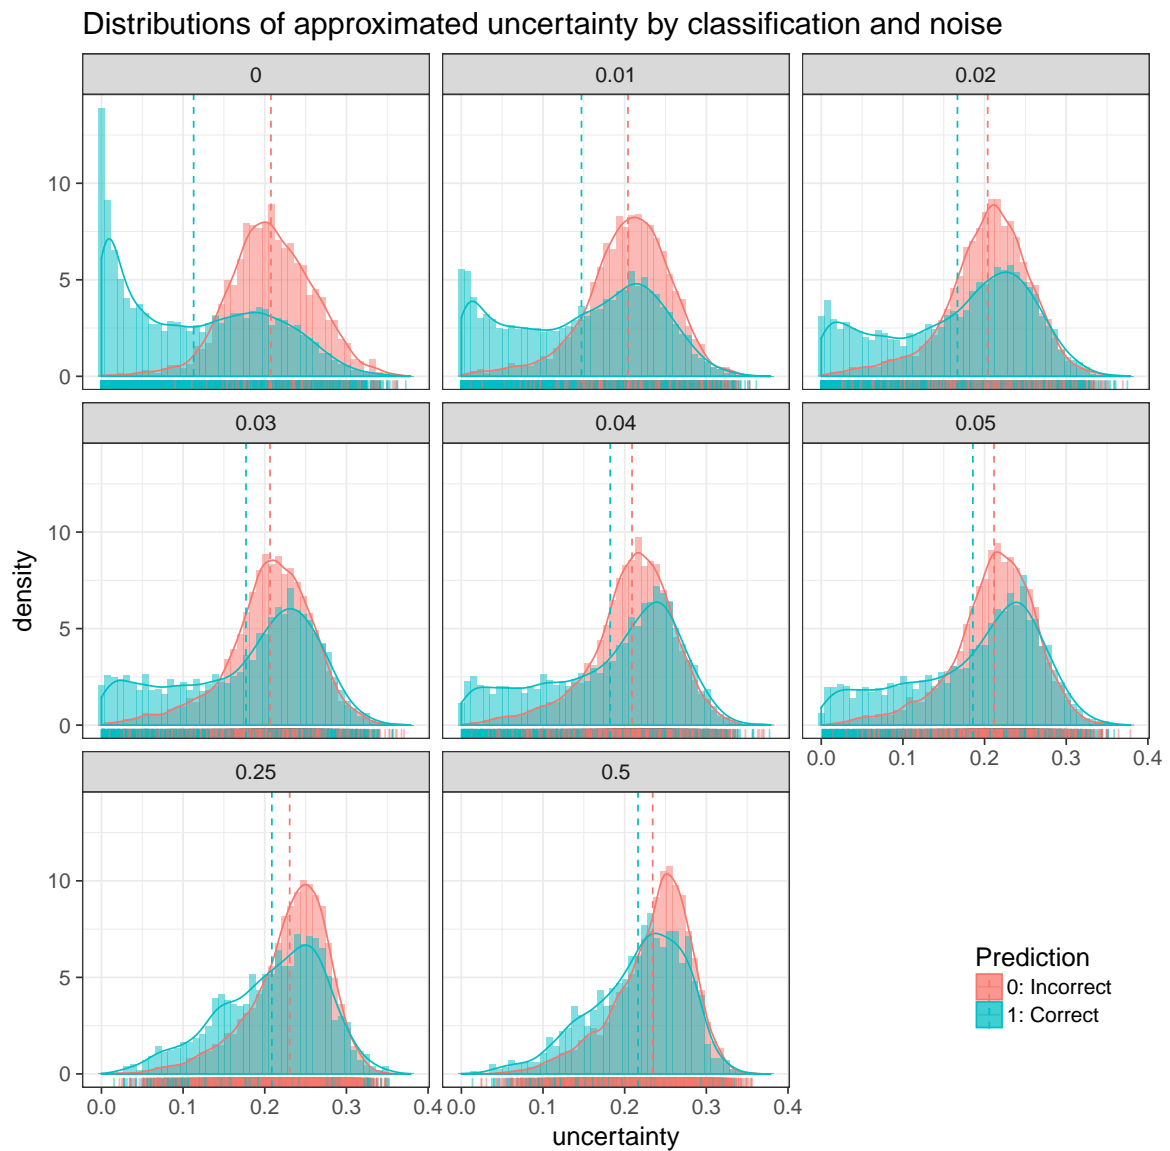 Distributions of approximated uncertainty by classification and noise
0 0.01 0.02
10
5
0
0.03 0.04 0.05
10
5
0
0.0 0.1 0.2 0.3 0.4
0.25 0.5
10
5
0
0.0 0.1 0.2 0.3 0.4 0.0 0.1 0.2 0.3 0.4
density
uncertainty
Prediction
0: Incorrect
1: Correct